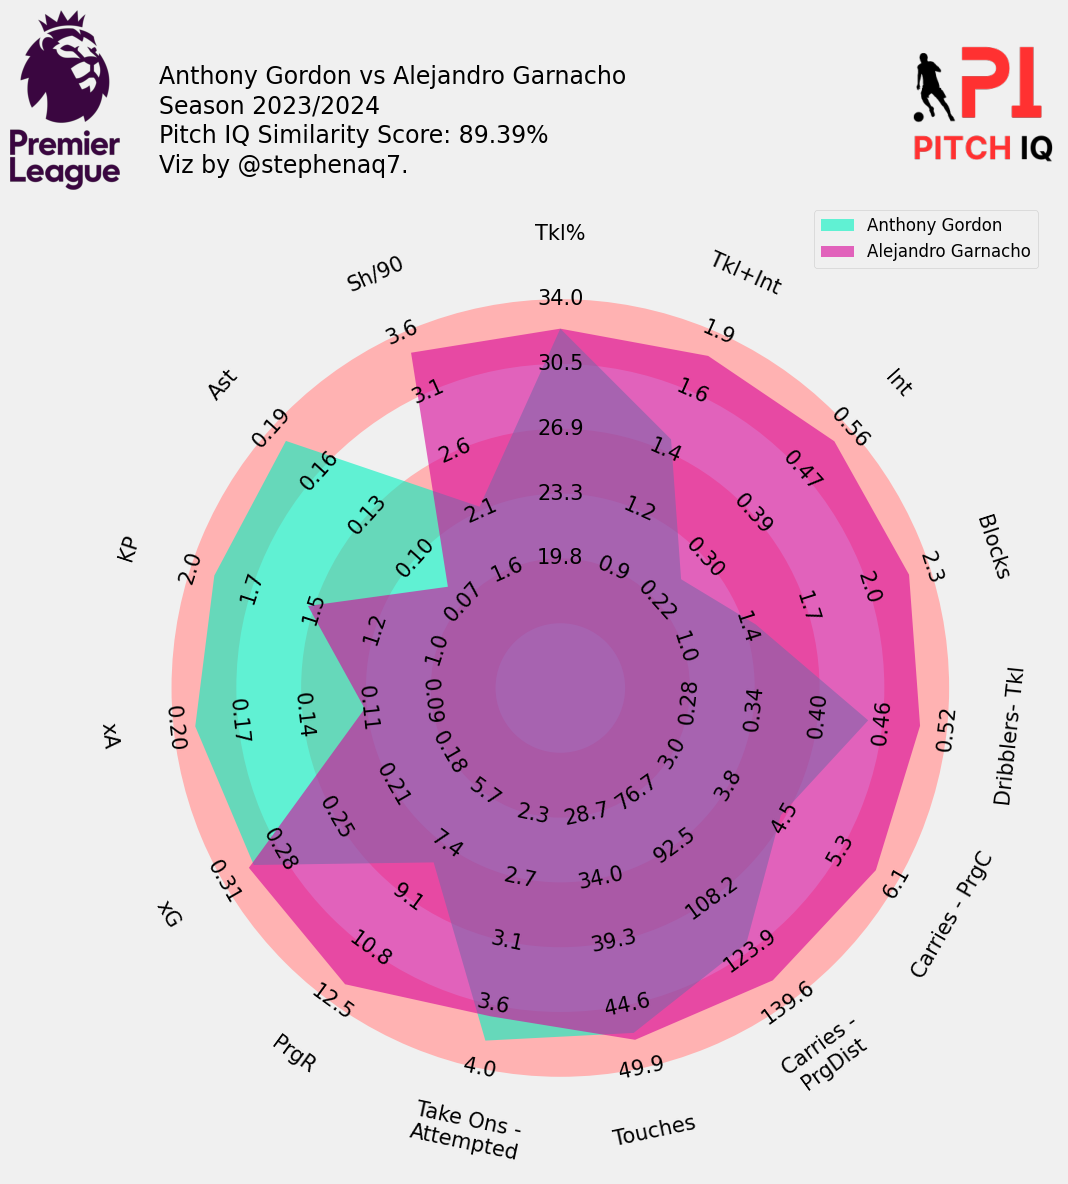 Anthony Gordon vs Alejandro Garnacho
Season 2023/2024
Pitch IQ Similarity Score: 89.39%
Viz by @stephenaq7.
Premier
League
PI
PITCH IQ
Anthony Gordon
Alejandro Garnacho
Tkl%
34.0
30.5
26.9
23.3
19.8
Tkl+Int
1.9
1.6
1.4
1.2
0.9
Int
0.56
0.47
0.39
0.30
0.22
Blocks
2.3
2.0
1.7
1.4
1.0
Dribblers- Tkl
0.52
0.46
0.40
0.34
0.28
Carries - PrgC
6.1
5.3
4.5
3.8
3.0
Carries -
PrgDist
139.6
123.9
108.2
92.5
76.7
Touches
49.9
44.6
39.3
34.0
28.7
Take Ons -
Attempted
4.0
3.6
3.1
2.7
2.3
PrgR
12.5
10.8
9.1
7.4
5.7
xG
0.31
0.28
0.25
0.21
0.18
xA
0.20
0.17
0.14
0.11
0.09
KP
2.0
1.7
1.5
1.2
1.0
Ast
0.19
0.16
0.13
0.10
0.07
Sh/90
3.6
3.1
2.6
2.1
1.6